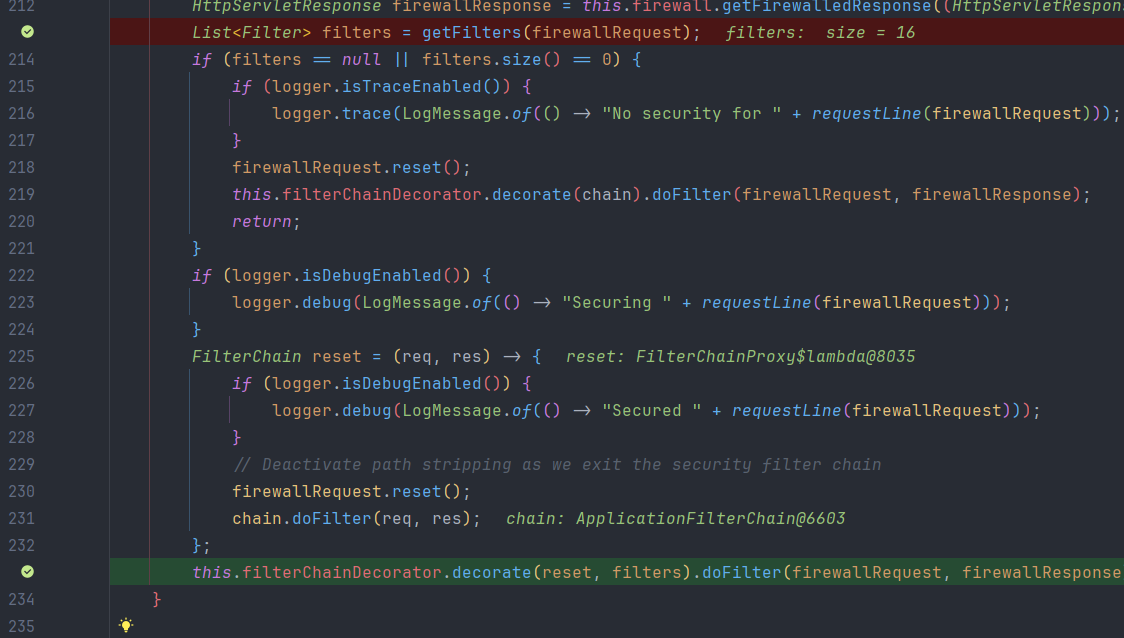 212 HttpServletResponse firewallResponse = this.firewall.getFirewalledResponse((HttpServletRespon
List<Filter> filters = getFilters(firewallRequest); filters: size = 16
214 if (filters == null || filters.size() == 0) {
215 if (logger.isTraceEnabled()) {
216 logger.trace(LogMessage.of(() -> "No security for " + requestLine(firewallRequest)));
217 }
218 firewallRequest.reset();
219 this.filterChainDecorator.decorate(chain).doFilter(firewallRequest, firewallResponse);
220 return;
221 }
222 if (logger.isDebugEnabled()) {
223 logger.debug(LogMessage.of(() -> "Securing " + requestLine(firewallRequest)));
224 }
225 FilterChain reset = (req, res) -> { reset: FilterChainProxy$lambda@8035
226 if (logger.isDebugEnabled()) {
227 logger.debug(LogMessage.of(() -> "Secured " + requestLine(firewallRequest)));
228 }
229 // Deactivate path stripping as we exit the security filter chain
230 firewallRequest.reset();
231 chain.doFilter(req, res); chain: ApplicationFilterChain@6603
232 };
this.filterChainDecorator.decorate(reset, filters).doFilter(firewallRequest, firewallResponse
234 }
235